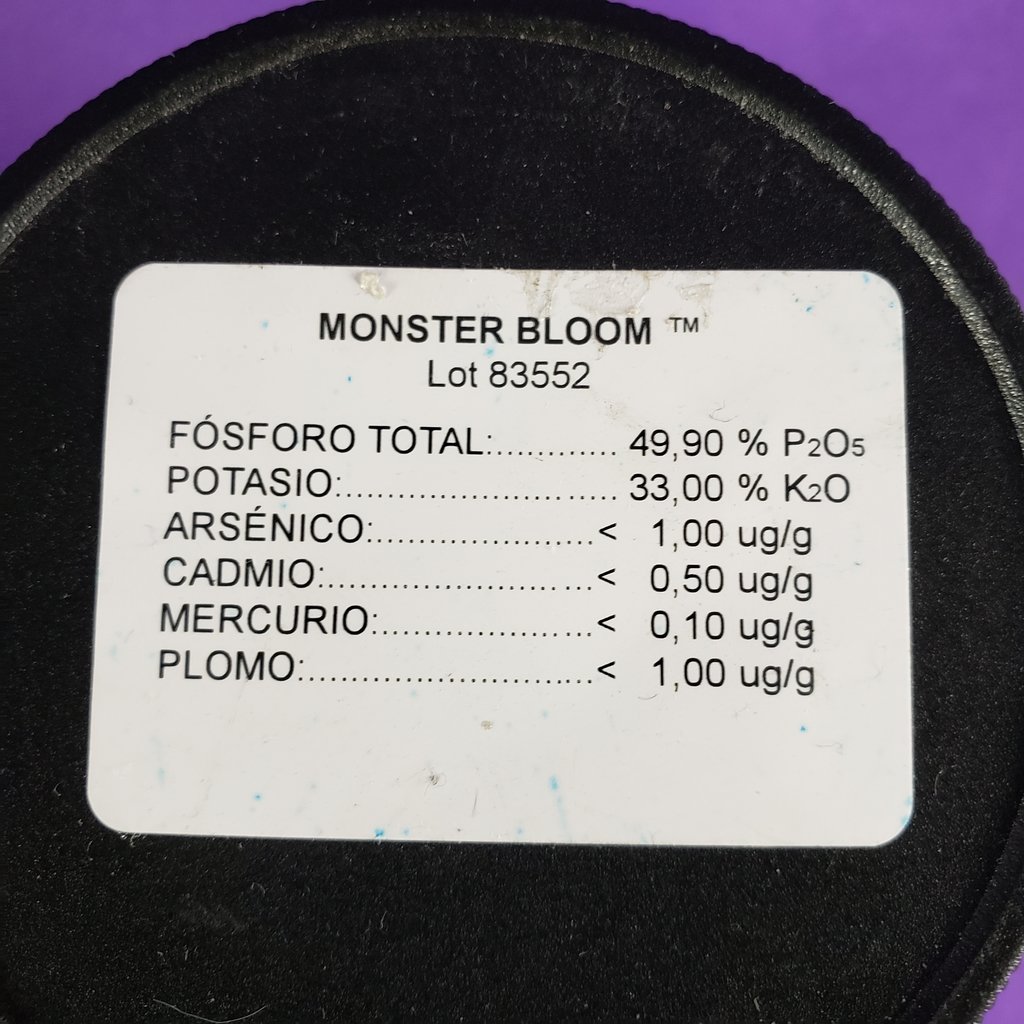 MONSTER BLOOM ™
Lot 83552
FÓSFORO TOTAL:............. 49,90 % P₂O₅
POTASIO:............................ 33,00 % K₂O
ARSÉNICO:.......................< 1,00 ug/g
CADMIO:............................< 0,50 ug/g
MERCURIO:.......................< 0,10 ug/g
PLOMO:..............................< 1,00 ug/g